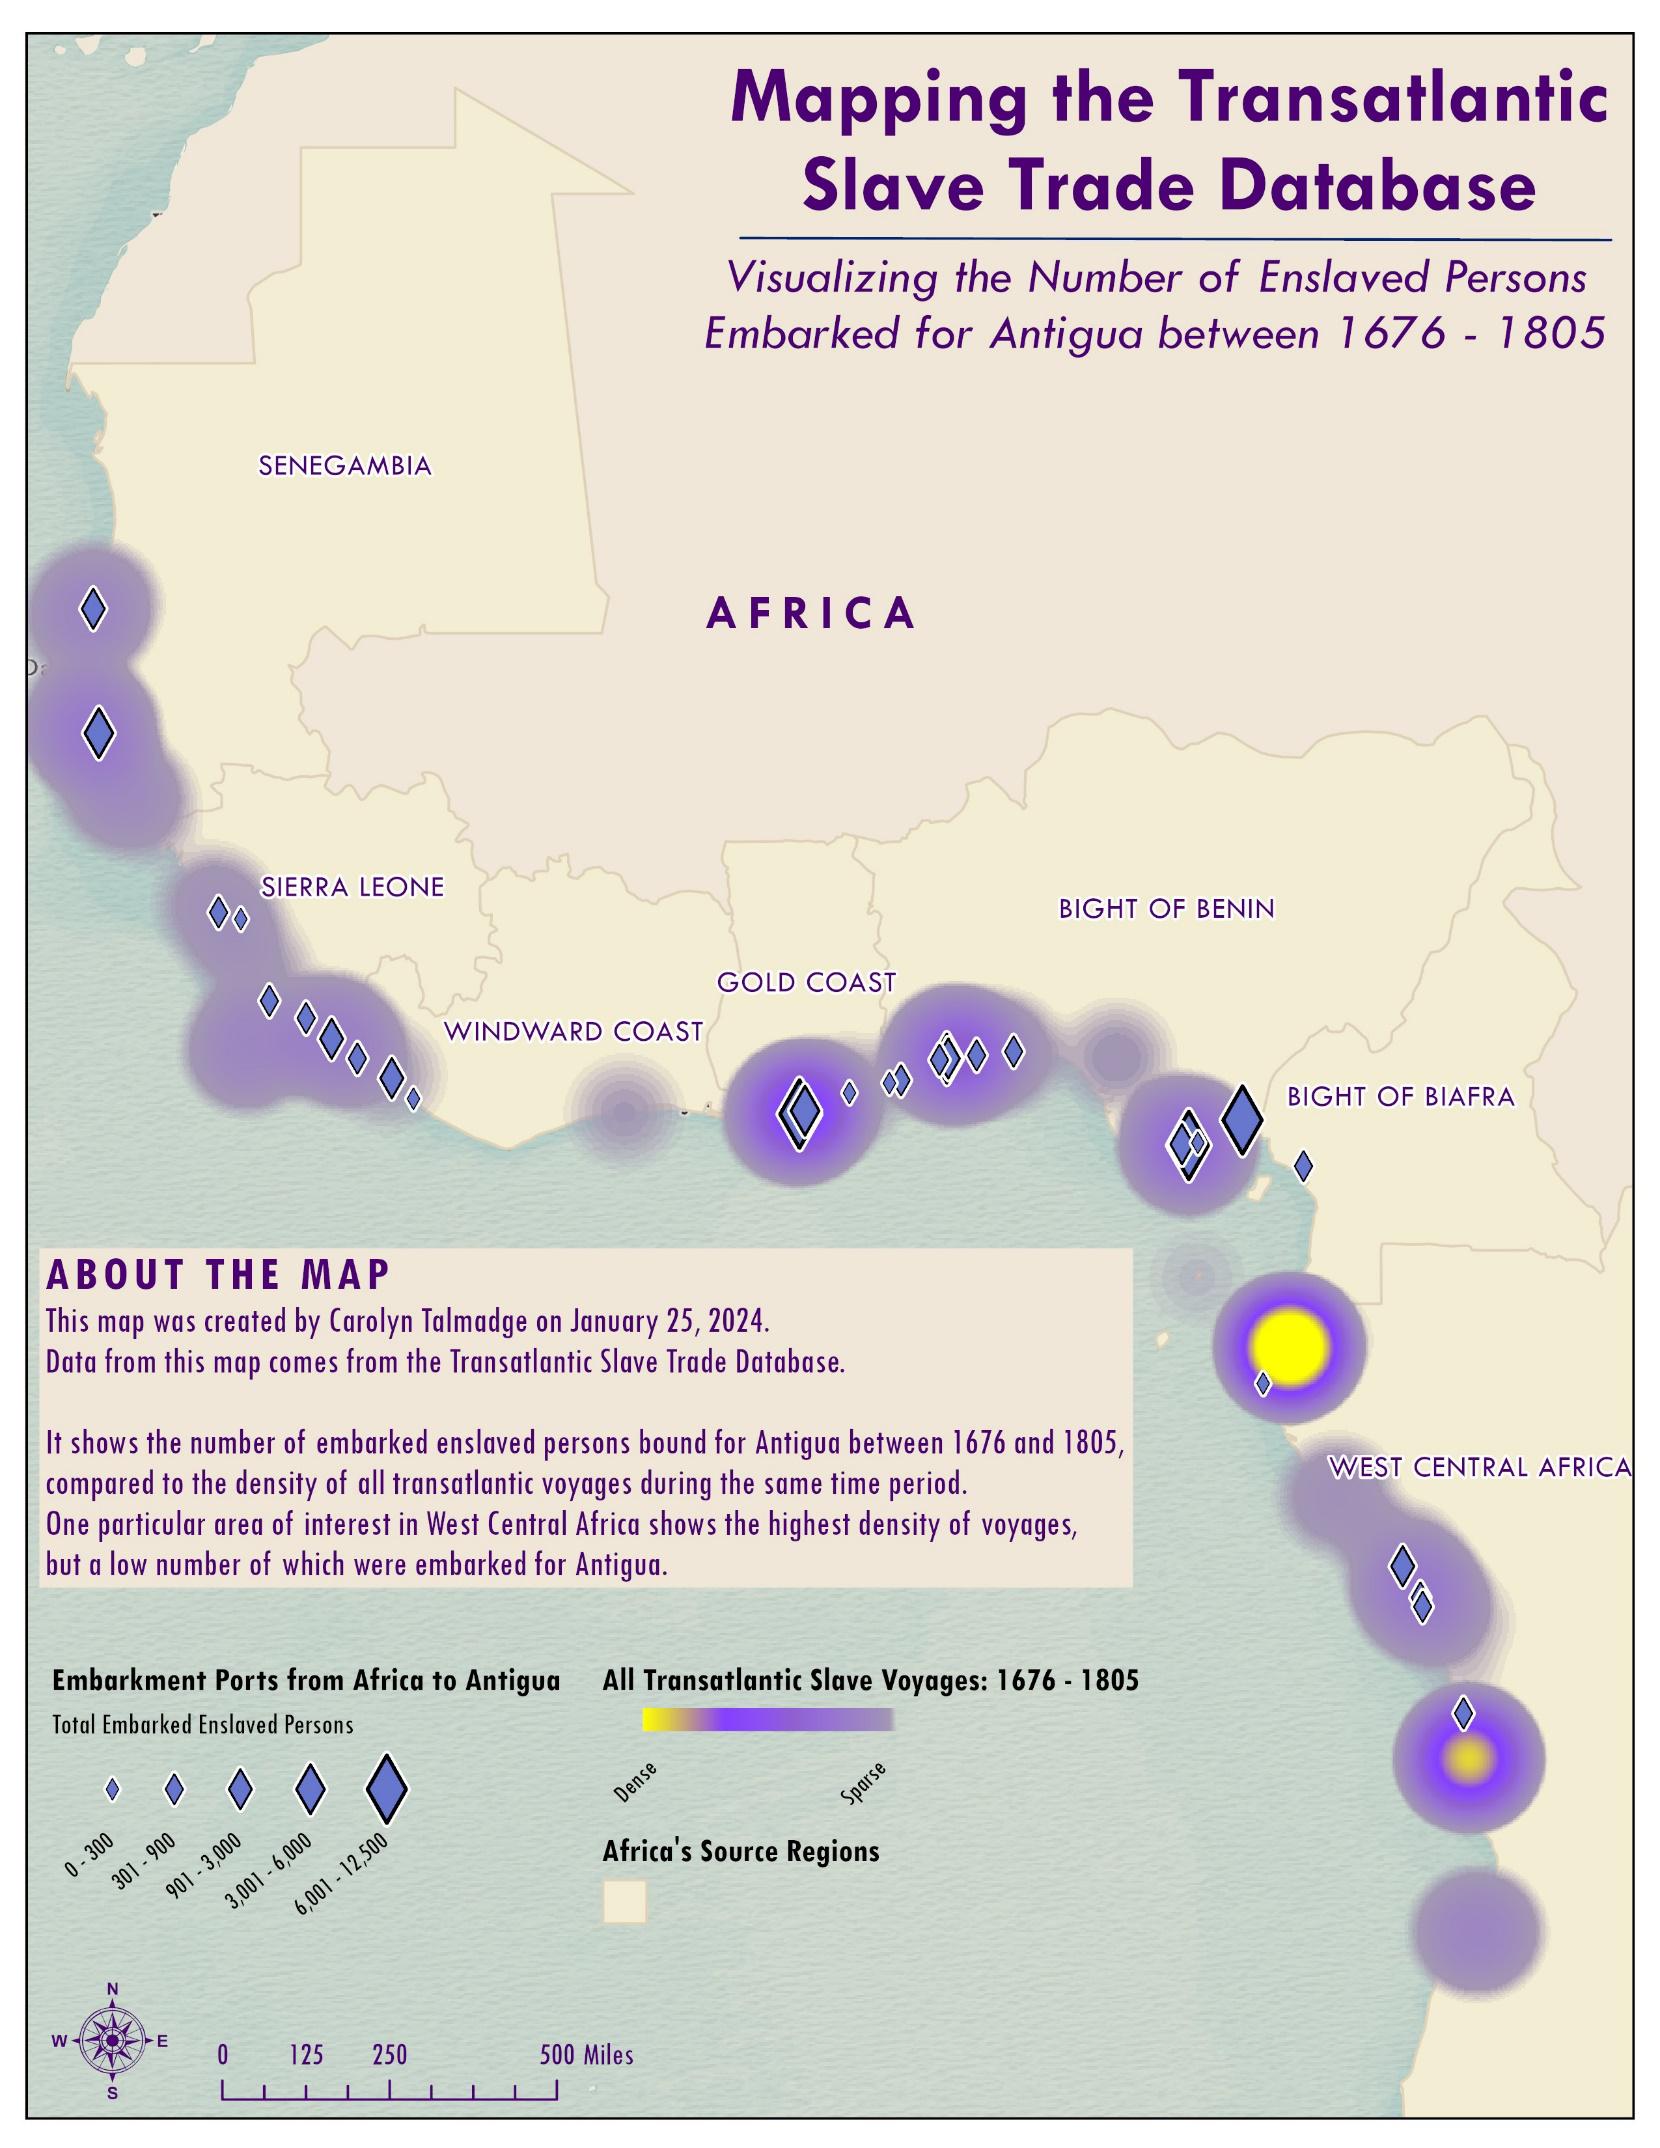 Mapping the Transatlantic
Slave Trade Database
Visualizing the Number of Enslaved Persons
Embarked for Antigua between 1676 - 1805
SENEGAMBIA
AFRICA
SIERRA LEONE
BIGHT OF BENIN
GOLD COAST
WINDWARD COAST
BIGHT OF BIAFRA
WEST CENTRAL AFRICA
ABOUT THE MAP
This map was created by Carolyn Talmadge on January 25, 2024.
Data from this map comes from the Transatlantic Slave Trade Database.
It shows the number of embarked enslaved persons bound for Antigua between 1676 and 1805,
compared to the density of all transatlantic voyages during the same time period.
One particular area of interest in West Central Africa shows the highest density of voyages,
but a low number of which were embarked for Antigua.
Embarkment Ports from Africa to Antigua
Total Embarked Enslaved Persons
0 - 300
301 - 900
901 - 3,000
3,001 - 6,000
6,001 - 12,500
All Transatlantic Slave Voyages: 1676 - 1805
Dense
Sparse
Africa's Source Regions
N
W E
S
0 125 250 500 Miles